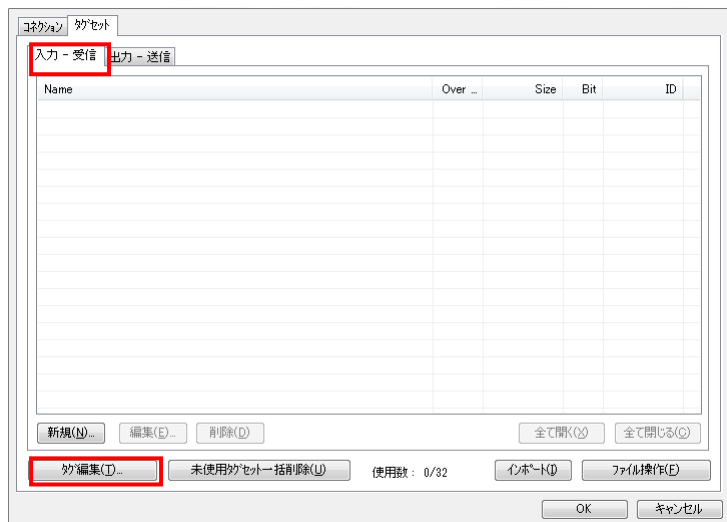 コネクション タグセット
入力 - 受信 出力 - 送信
Name Over ... Size Bit ID
新規(N)... 編集(E)... 削除(D) 全て開く(X) 全て閉じる(C)
タグ編集(T)... 未使用タグセット一括削除(U) 使用数 : 0/32 インポート(I) ファイル操作(F)
OK キャンセル